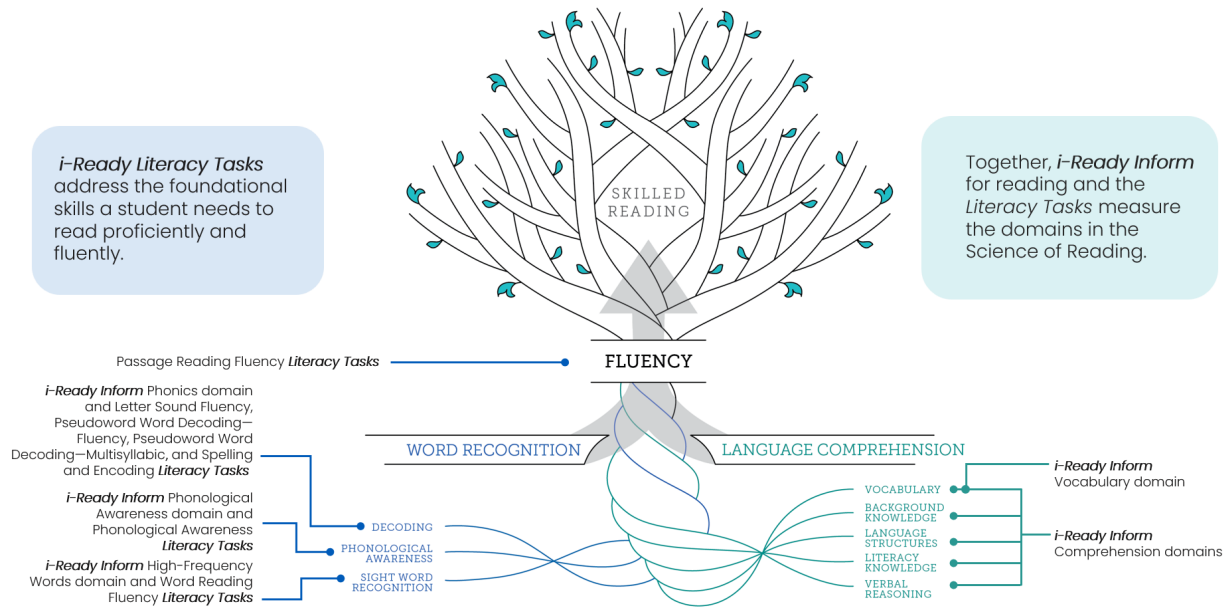 i-Ready Literacy Tasks
address the foundational
skills a student needs to
read proficiently and
fluently.
SKILLED
READING
Together, i-Ready Inform
for reading and the
Literacy Tasks measure
the domains in the
Science of Reading.
Passage Reading Fluency Literacy Tasks
FLUENCY
i-Ready Inform Phonics domain
and Letter Sound Fluency,
Pseudoword Word Decoding—
Fluency, Pseudoword Word
Decoding—Multisyllabic, and Spelling
and Encoding Literacy Tasks
i-Ready Inform Phonological
Awareness domain and
Phonological Awareness
Literacy Tasks
i-Ready Inform High-Frequency
Words domain and Word Reading
Fluency Literacy Tasks
WORD RECOGNITION
LANGUAGE COMPREHENSION
DECODING
PHONOLOGICAL
AWARENESS
SIGHT WORD
RECOGNITION
VOCABULARY
BACKGROUND
KNOWLEDGE
LANGUAGE
STRUCTURES
LITERACY
KNOWLEDGE
VERBAL
REASONING
i-Ready Inform
Vocabulary domain
i-Ready Inform
Comprehension domains